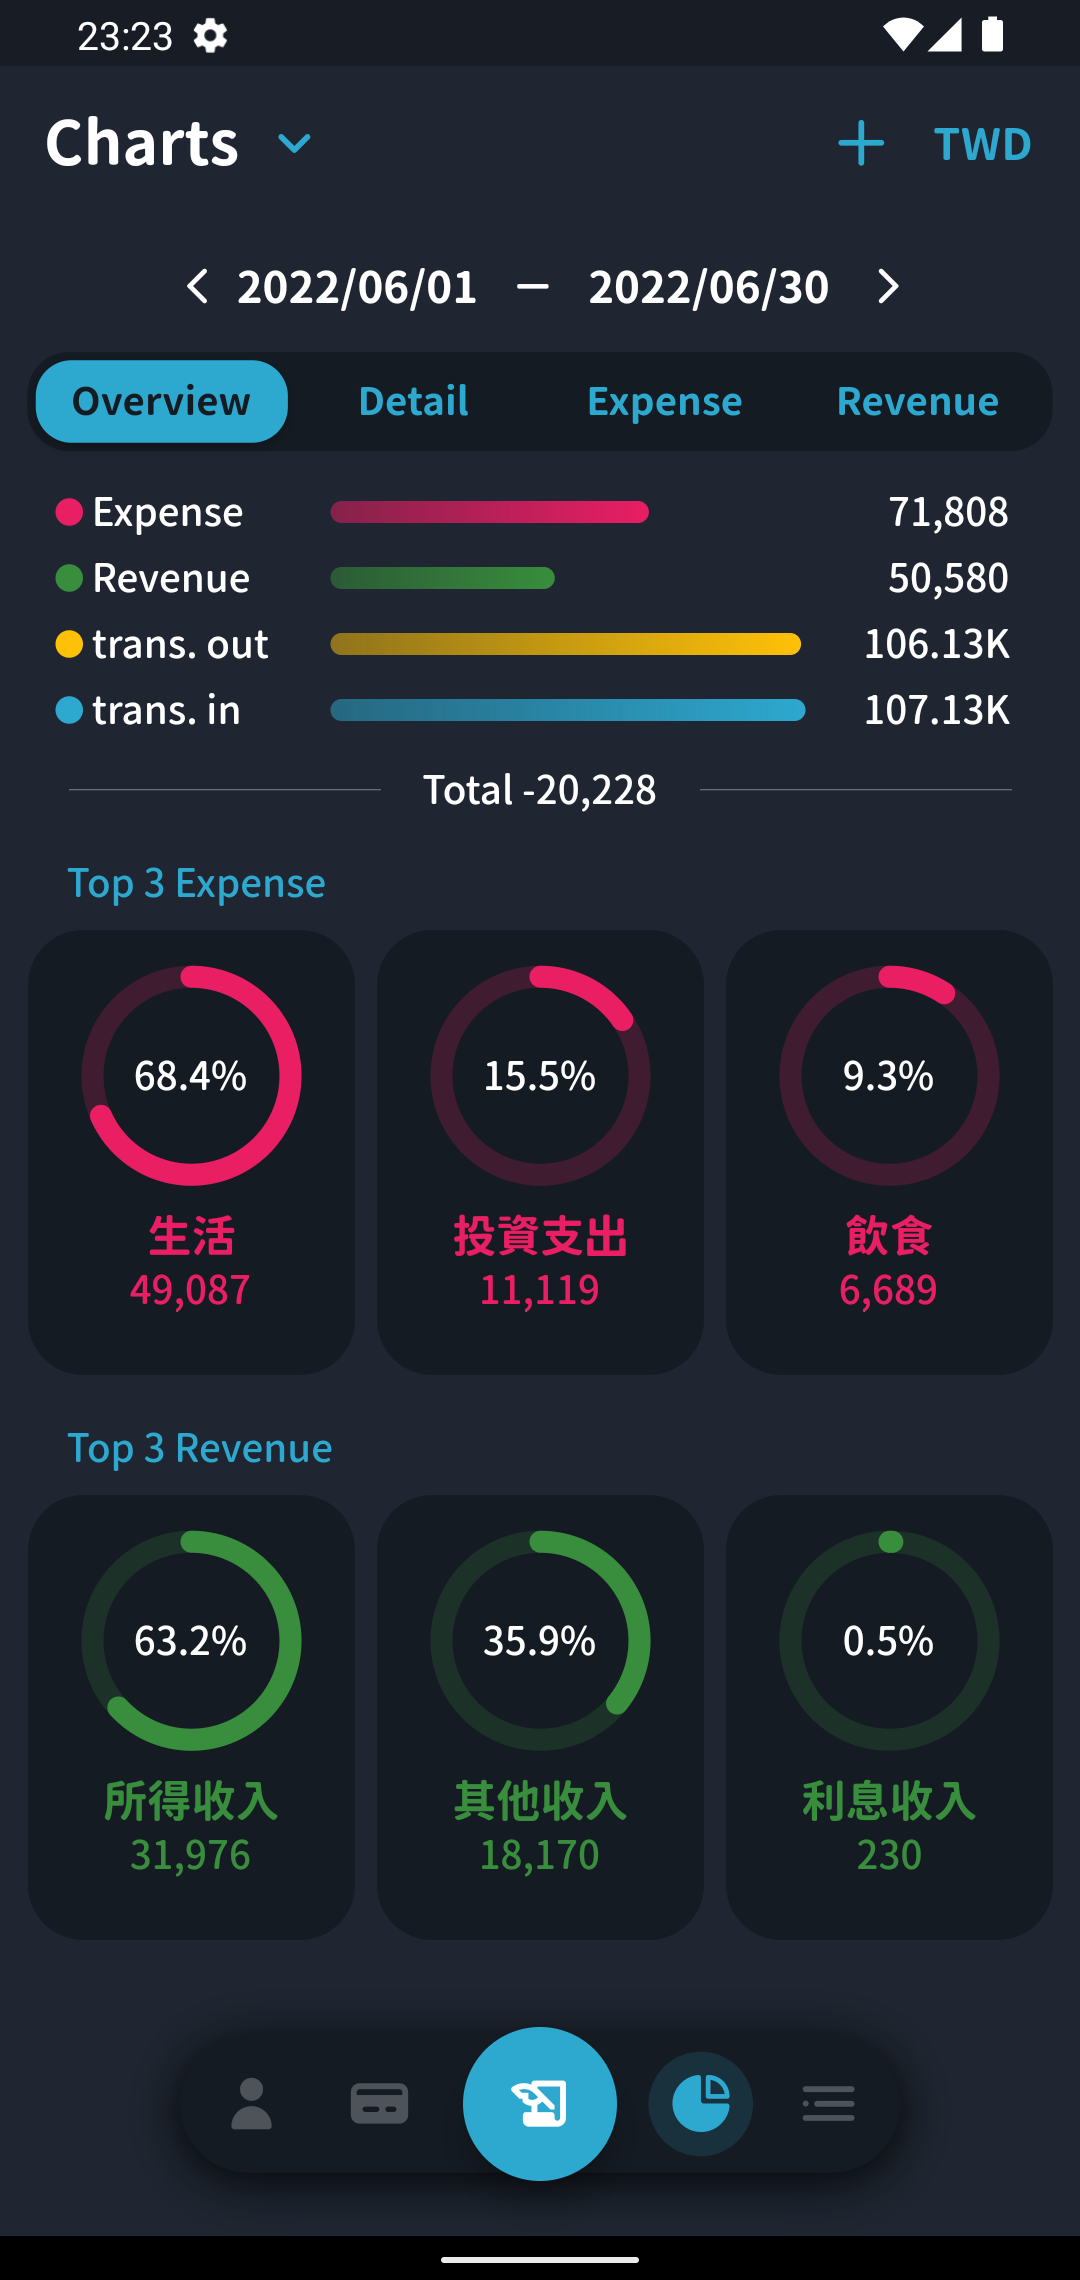 23:23
Charts
TWD
2022/06/01 — 2022/06/30
Overview Detail Expense Revenue
Expense 71,808
Revenue 50,580
trans. out 106.13K
trans. in 107.13K
Total -20,228
Top 3 Expense
68.4% 15.5% 9.3%
生活 投資支出 飲食
49,087 11,119 6,689
Top 3 Revenue
63.2% 35.9% 0.5%
所得收入 其他收入 利息收入
31,976 18,170 230